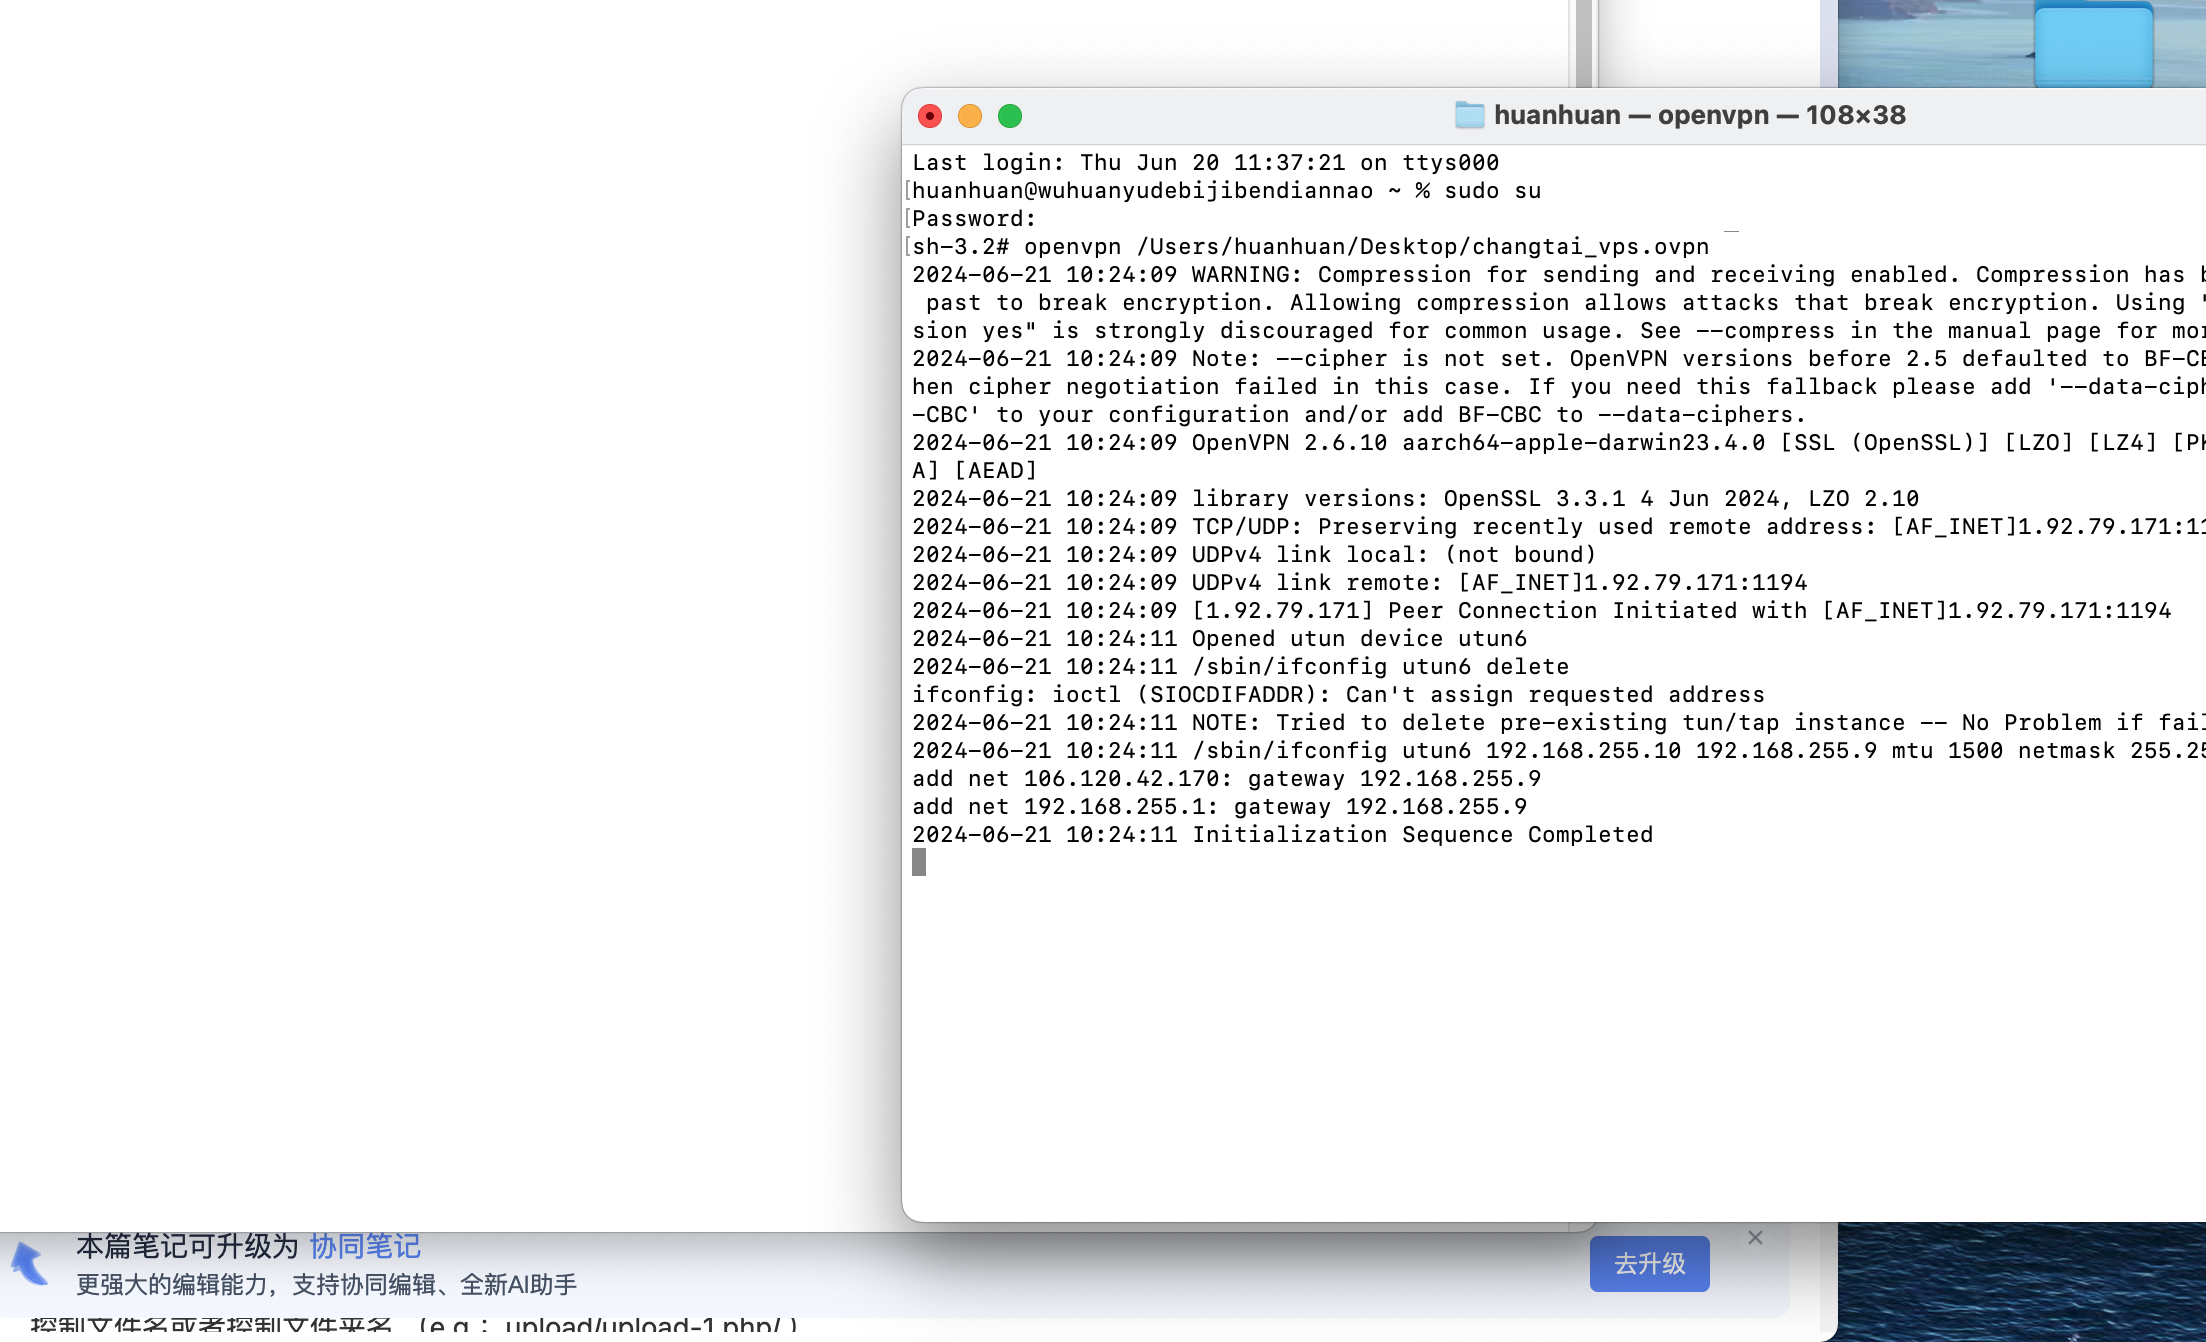 huanhuan — openvpn — 108×38
Last login: Thu Jun 20 11:37:21 on ttys000
[huanhuan@wuhuanyudebijibendiannao ~ % sudo su
[Password:
[sh-3.2# openvpn /Users/huanhuan/Desktop/changtai_vps.ovpn
2024-06-21 10:24:09 WARNING: Compression for sending and receiving enabled. Compression has
past to break encryption. Allowing compression allows attacks that break encryption. Using
sion yes" is strongly discouraged for common usage. See --compress in the manual page for
2024-06-21 10:24:09 Note: --cipher is not set. OpenVPN versions before 2.5 defaulted to
hen cipher negotiation failed in this case. If you need this fallback please add
-CBC' to your configuration and/or add BF-CBC to --data-ciphers.
2024-06-21 10:24:09 OpenVPN 2.6.10 aarch64-apple-darwin23.4.0 [SSL (OpenSSL)] [LZO] [LZ4]
A] [AEAD]
2024-06-21 10:24:09 library versions: OpenSSL 3.3.1 4 Jun 2024, LZO 2.10
2024-06-21 10:24:09 TCP/UDP: Preserving recently used remote address: [AF_INET]1.92.79.171:
2024-06-21 10:24:09 UDPv4 link local: (not bound)
2024-06-21 10:24:09 UDPv4 link remote: [AF_INET]1.92.79.171:1194
2024-06-21 10:24:09 [1.92.79.171] Peer Connection Initiated with [AF_INET]1.92.79.171:1194
2024-06-21 10:24:11 Opened utun device utun6
2024-06-21 10:24:11 /sbin/ifconfig utun6 delete
ifconfig: ioctl (SIOCDIFADDR): Can't assign requested address
2024-06-21 10:24:11 NOTE: Tried to delete pre-existing tun/tap instance -- No Problem if
2024-06-21 10:24:11 /sbin/ifconfig utun6 192.168.255.10 192.168.255.9 mtu 1500 netmask
add net 106.120.42.170: gateway 192.168.255.9
add net 192.168.255.1: gateway 192.168.255.9
2024-06-21 10:24:11 Initialization Sequence Completed
本篇笔记可升级为 协同笔记
更强大的编辑能力，支持协同编辑、全新AI助手
去升级
控制文件名或者控制文件夹名 （e.g.：upload/upload-1.php/）